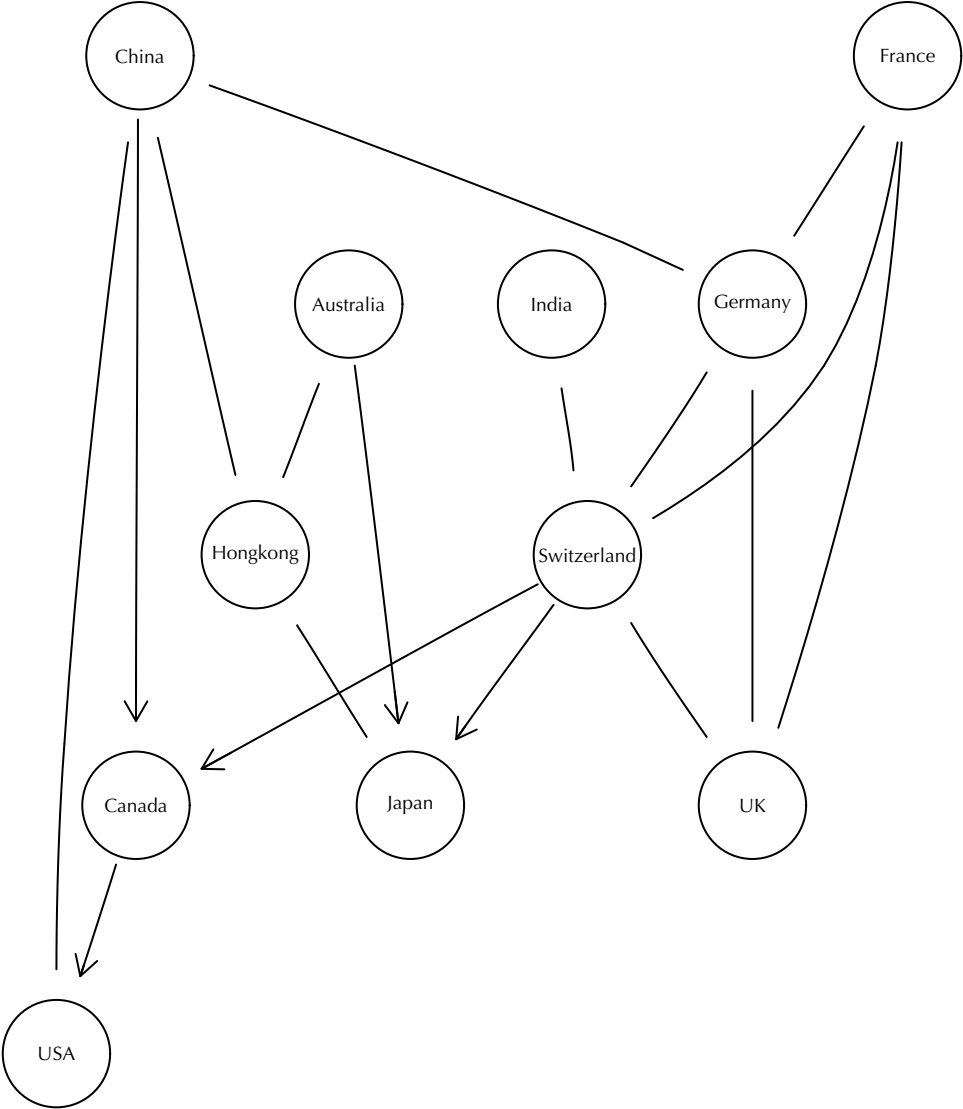 China
France
Australia
India
Germany
Hongkong
Switzerland
Canada
Japan
UK
USA